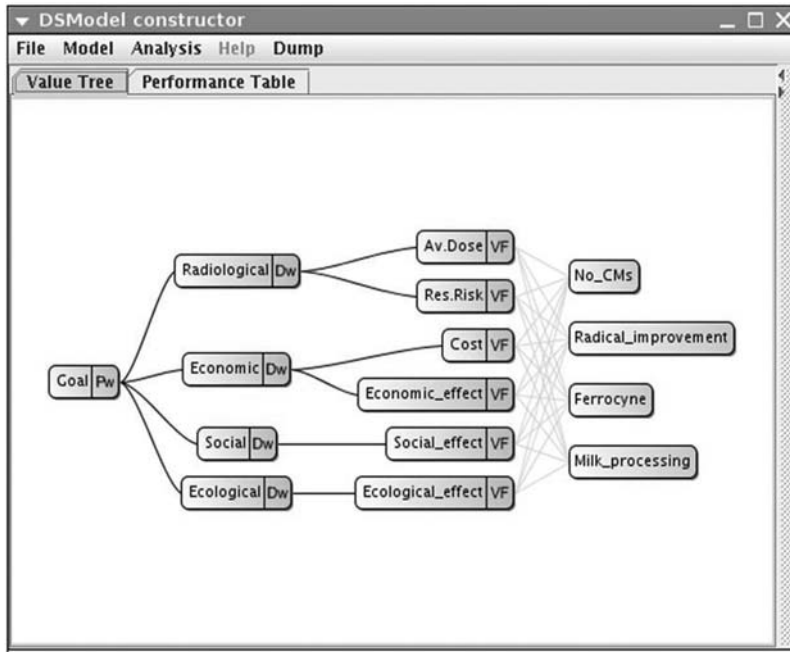 DSModel constructor
File Model Analysis Help Dump
Value Tree Performance Table
Goal Pw
Radiological Dw
Economic Dw
Social Dw
Ecological Dw
Av.Dose VF
Res.Risk VF
Cost VF
Economic_effect VF
Social_effect VF
Ecological_effect VF
No_CMs
Radical_improvement
Ferrocyne
Milk_processing